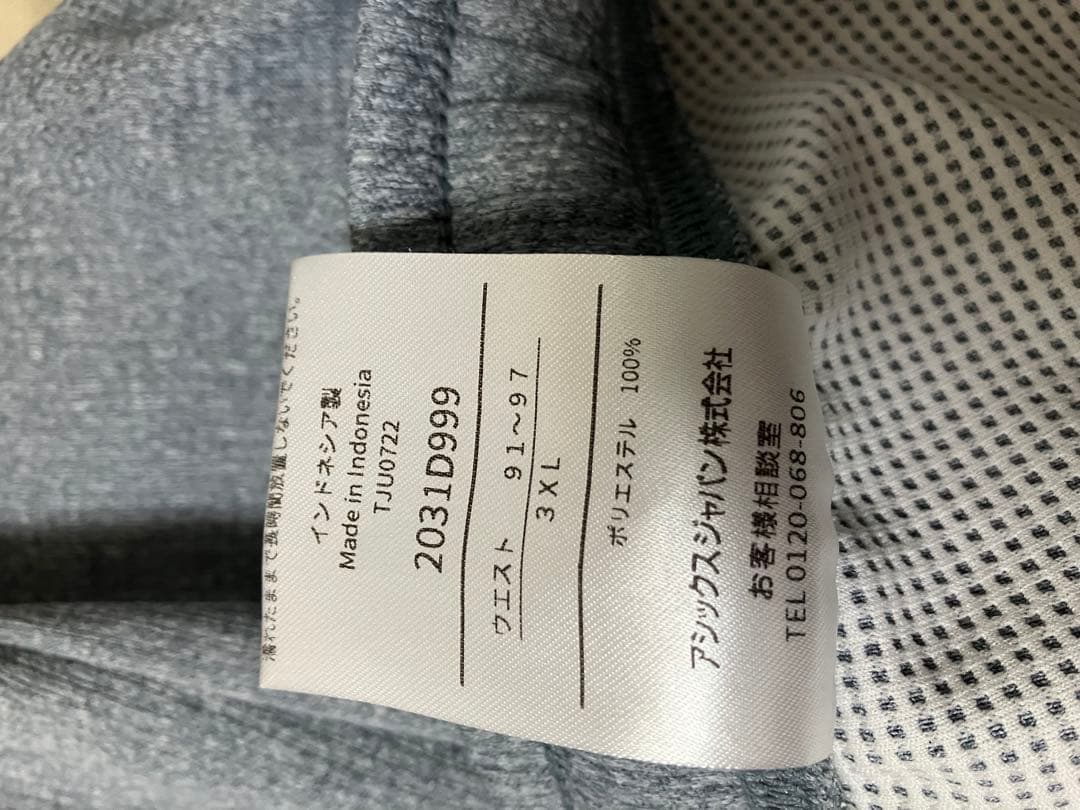 濡れたままで長時間放置しないでください。
インドネシア製
Made in Indonesia
TJU0722
2031D999
ウエスト 91～97
3XL
ポリエステル 100%
アシックスジャパン株式会社
お客様相談室
TEL 0120-068-806